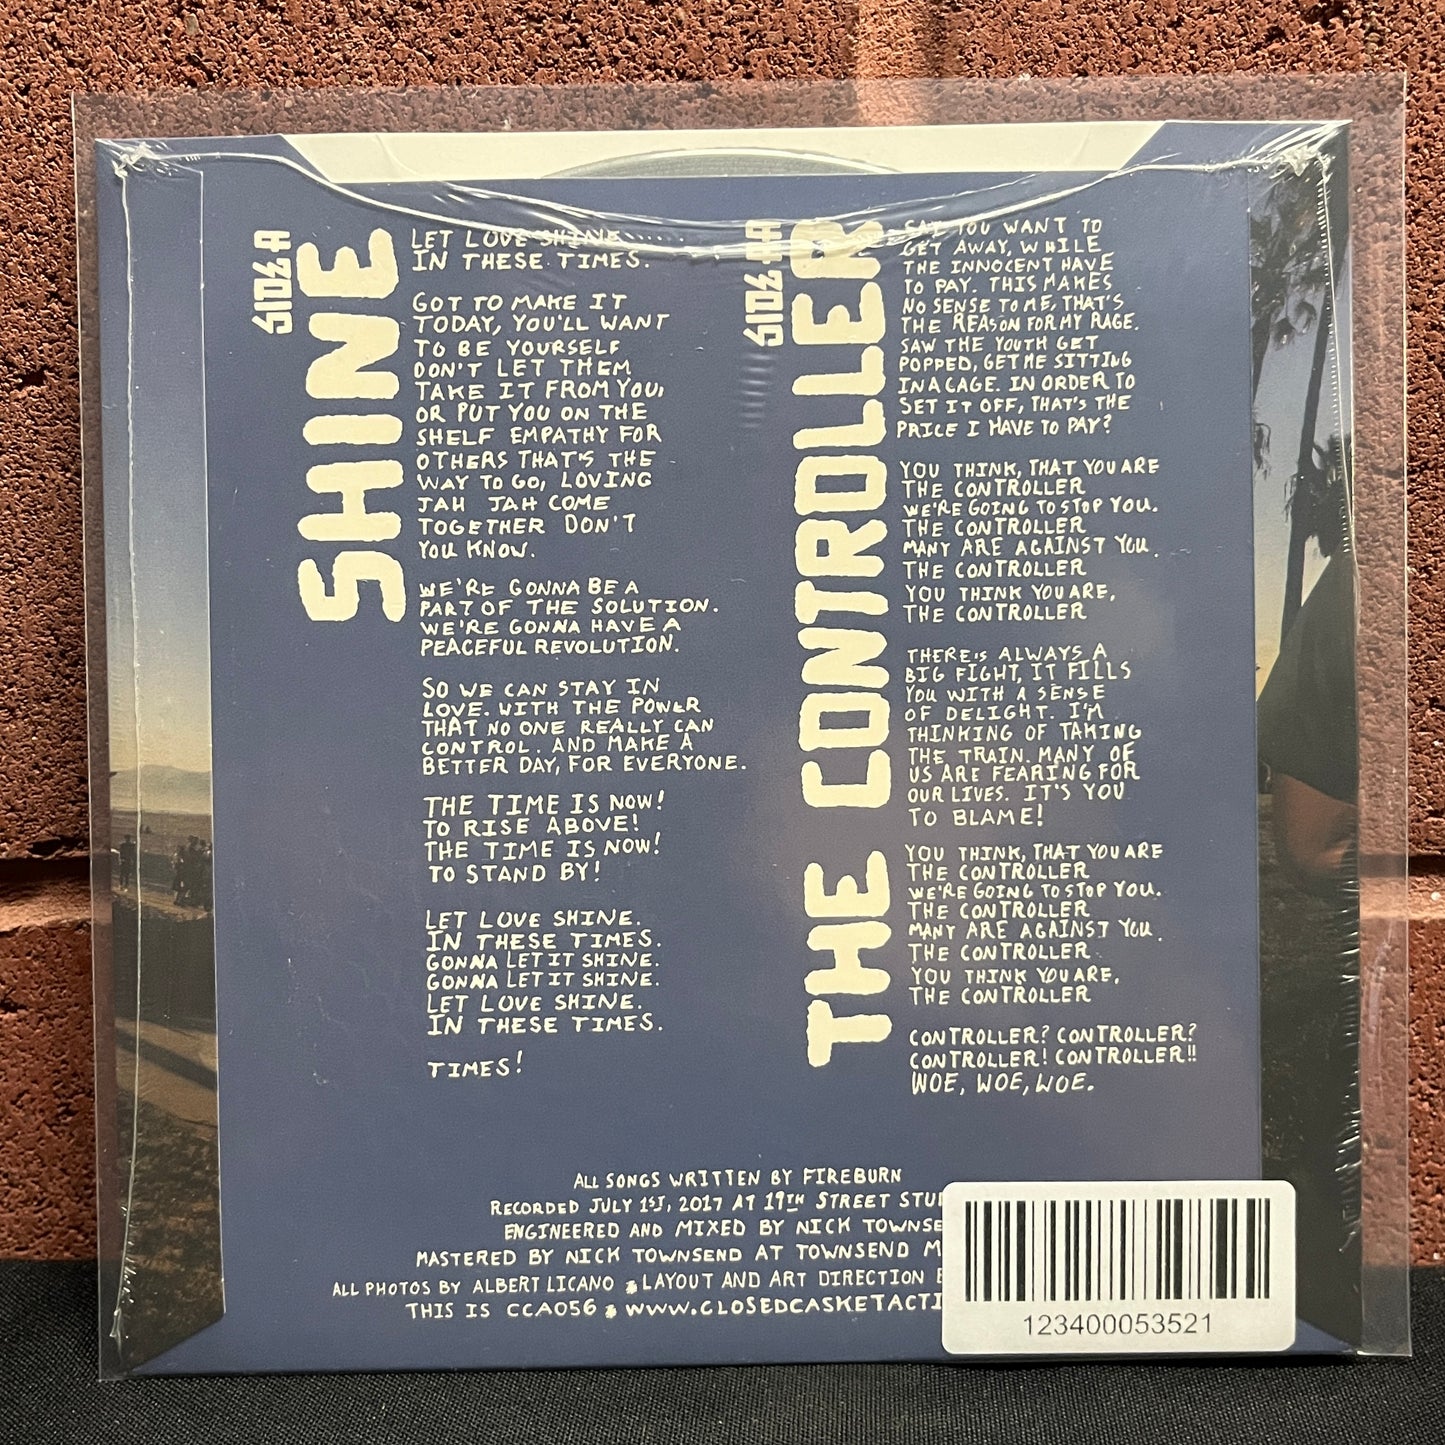 SIDE A
SHINE
LET LOVE SHINE.....
IN THESE TIMES.
GOT TO MAKE IT
TODAY, YOU'LL WANT
TO BE YOURSELF
DON'T LET THEM
TAKE IT FROM YOU,
OR PUT YOU ON THE
SHELF EMPATHY FOR
OTHERS THAT'S THE
WAY TO GO, LOVING
JAH JAH COME
TOGETHER DON'T
YOU KNOW.
WE'RE GONNA BE A
PART OF THE SOLUTION.
WE'RE GONNA HAVE A
PEACEFUL REVOLUTION.
SO WE CAN STAY IN
LOVE. WITH THE POWER
THAT NO ONE REALLY CAN
CONTROL. AND MAKE A
BETTER DAY, FOR EVERYONE.
THE TIME IS NOW!
TO RISE ABOVE!
THE TIME IS NOW!
TO STAND BY!
LET LOVE SHINE.
IN THESE TIMES.
GONNA LET IT SHINE.
GONNA LET IT SHINE.
LET LOVE SHINE.
IN THESE TIMES.
TIMES!
SIDE AA
THE CONTROLLER
SAY YOU WANT TO
GET AWAY, WHILE
THE INNOCENT HAVE
TO PAY. THIS MAKES
NO SENSE TO ME, THAT'S
THE REASON FOR MY RAGE.
SAW THE YOUTH GET
POPPED, GET ME SITTING
IN A CAGE. IN ORDER TO
SET IT OFF, THAT'S THE
PRICE I HAVE TO PAY?
YOU THINK, THAT YOU ARE
THE CONTROLLER
WE'RE GOING TO STOP YOU.
THE CONTROLLER
MANY ARE AGAINST YOU.
THE CONTROLLER
YOU THINK YOU ARE,
THE CONTROLLER
THERE'S ALWAYS A
BIG FIGHT, IT FILLS
YOU WITH A SENSE
OF DELIGHT. I'M
THINKING OF TAKING
THE TRAIN. MANY OF
US ARE FEARING FOR
OUR LIVES. IT'S YOU
TO BLAME!
YOU THINK, THAT YOU ARE
THE CONTROLLER
WE'RE GOING TO STOP YOU.
THE CONTROLLER
MANY ARE AGAINST YOU.
THE CONTROLLER
YOU THINK YOU ARE,
THE CONTROLLER
CONTROLLER? CONTROLLER?
CONTROLLER! CONTROLLER!!
WOE, WOE, WOE.
ALL SONGS WRITTEN BY FIREBURN
RECORDED JULY 1ST, 2017 AT 19TH STREET STU
ENGINEERED AND MIXED BY NICK TOWNSE
MASTERED BY NICK TOWNSEND AT TOWNSEND M
ALL PHOTOS BY ALBERT LICANO LAYOUT AND ART DIRECTION
THIS IS CCA056 WWW.CLOSEDCASKETACTI
123400053521